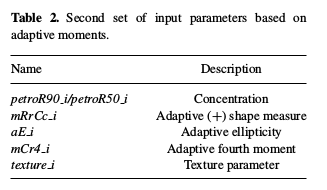 Table 2. Second set of input parameters based on
adaptive moments.
Name Description
petroR90_i/petroR50_i Concentration
mRrCc_i Adaptive (+) shape measure
aE_i Adaptive ellipticity
mCr4_i Adaptive fourth moment
texture_i Texture parameter